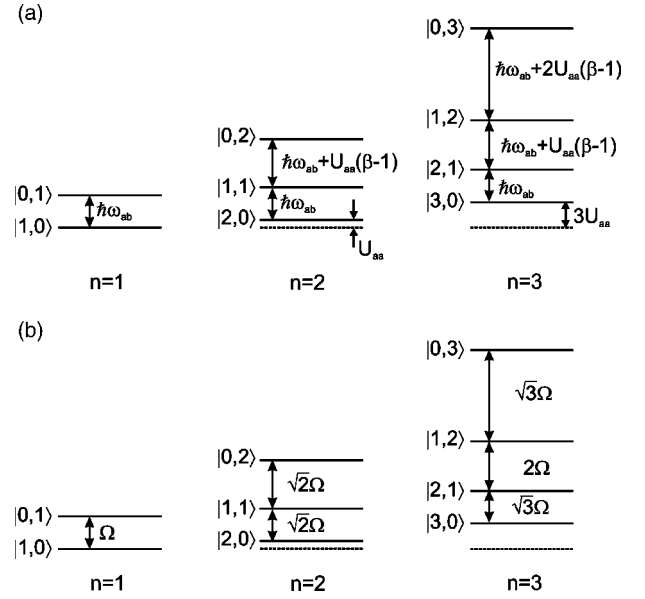 (a)
|0,3⟩
ħω_ab+2U_aa(β-1)
|0,2⟩
|1,2⟩
ħω_ab+U_aa(β-1)
ħω_ab+U_aa(β-1)
|0,1⟩
|1,1⟩
|2,1⟩
ħω_ab
ħω_ab
ħω_ab
|1,0⟩
|2,0⟩
|3,0⟩
3U_aa
U_aa
n=1
n=2
n=3
(b)
|0,3⟩
√3Ω
|0,2⟩
|1,2⟩
√2Ω
2Ω
|0,1⟩
|1,1⟩
|2,1⟩
Ω
√2Ω
√3Ω
|1,0⟩
|2,0⟩
|3,0⟩
n=1
n=2
n=3